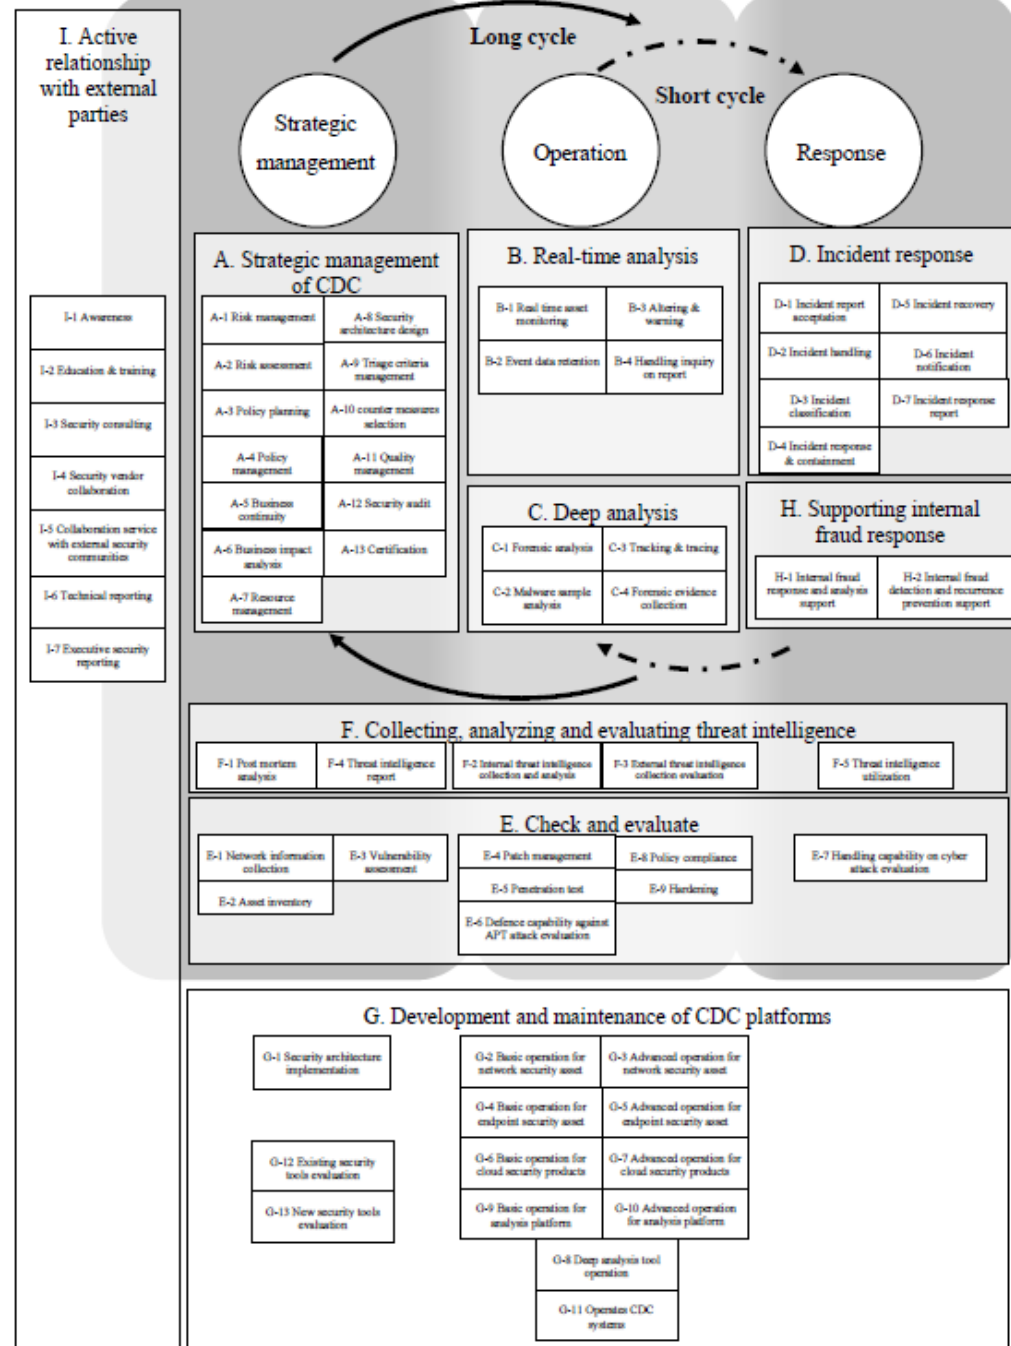 I. Active
relationship
with external
parties
Long cycle
Short cycle
Strategic
management
Operation
Response
I-1 Awareness
I-2 Education & training
I-3 Security consulting
I-4 Security vendor
collaboration
I-5 Collaboration service
with external security
communities
I-6 Technical reporting
I-7 Executive security
reporting
A. Strategic management
of CDC
A-1 Risk management
A-8 Security
architecture design
A-2 Risk assessment
A-9 Triage criteria
management
A-3 Policy planning
A-10 counter measures
selection
A-4 Policy
management
A-11 Quality
management
A-5 Business
continuity
A-12 Security audit
A-6 Business impact
analysis
A-13 Certification
A-7 Resource
management
B. Real-time analysis
B-1 Real time asset
monitoring
B-3 Altering &
warning
B-2 Event data retention
B-4 Handling inquiry
on report
C. Deep analysis
C-1 Forensic analysis
C-3 Tracking & tracing
C-2 Malware sample
analysis
C-4 Forensic evidence
collection
D. Incident response
D-1 Incident report
acceptation
D-5 Incident recovery
D-2 Incident handling
D-6 Incident
notification
D-3 Incident
classification
D-7 Incident response
report
D-4 Incident response
& containment
H. Supporting internal
fraud response
H-1 Internal fraud
response and analysis
support
H-2 Internal fraud
detection and recurrence
prevention support
F. Collecting, analyzing and evaluating threat intelligence
F-1 Post mortem
analysis
F-4 Threat intelligence
report
F-2 Internal threat intelligence
collection and analysis
F-3 External threat intelligence
collection evaluation
F-5 Threat intelligence
utilization
E. Check and evaluate
E-1 Network information
collection
E-3 Vulnerability
assessment
E-2 Asset inventory
E-4 Patch management
E-8 Policy compliance
E-5 Penetration test
E-9 Hardening
E-6 Defence capability against
APT attack evaluation
E-7 Handling capability on cyber
attack evaluation
G. Development and maintenance of CDC platforms
G-1 Security architecture
implementation
G-2 Basic operation for
network security asset
G-3 Advanced operation for
network security asset
G-4 Basic operation for
endpoint security asset
G-5 Advanced operation for
endpoint security asset
G-12 Existing security
tools evaluation
G-6 Basic operation for
cloud security products
G-7 Advanced operation for
cloud security products
G-13 New security tools
evaluation
G-9 Basic operation for
analysis platform
G-10 Advanced operation
for analysis platform
G-8 Deep analysis tool
operation
G-11 Operates CDC
systems